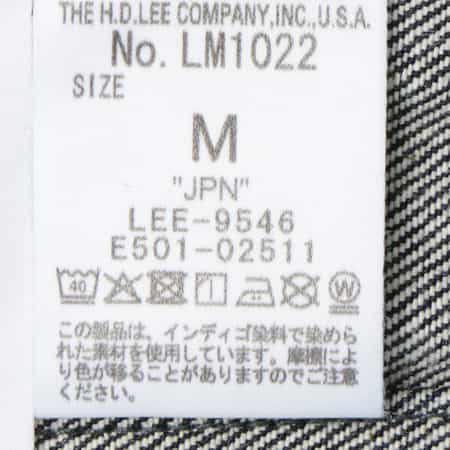 THE H.D.LEE COMPANY,INC.,U.S.A.
No. LM1022
SIZE
M
"JPN"
LEE-9546
E501-02511
40 W
この製品は、インディゴ染料で染めら
れた素材を使用しています。摩擦によ
り色が移ることがありますのでご注意
ください。